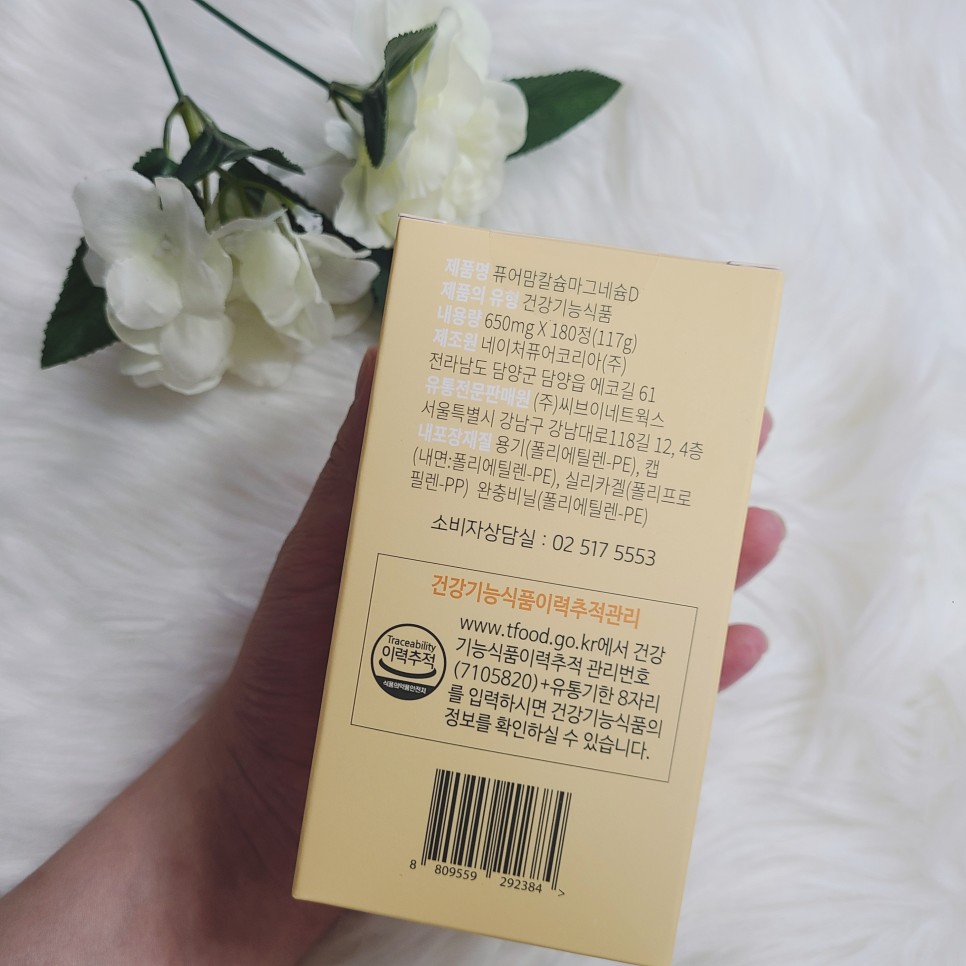 제품명 퓨어맘칼슘마그네슘D
제품의 유형 건강기능식품
내용량 650mg X 180정(117g)
제조원 네이처퓨어코리아(주)
전라남도 담양군 담양읍 에코길 61
유통전문판매원 (주)씨브이네트웍스
서울특별시 강남구 강남대로118길 12, 4층
내포장재질 용기(폴리에틸렌-PE), 캡
(내면:폴리에틸렌-PE), 실리카겔(폴리프로
필렌-PP) 완충비닐(폴리에틸렌-PE)
소비자상담실 : 02 517 5553
건강기능식품이력추적관리
Traceability
이력추적
식품의약품안전처
www.tfood.go.kr에서 건강
기능식품이력추적 관리번호
(7105820)+유통기한 8자리
를 입력하시면 건강기능식품의
정보를 확인하실 수 있습니다.
8 809559 292384 >